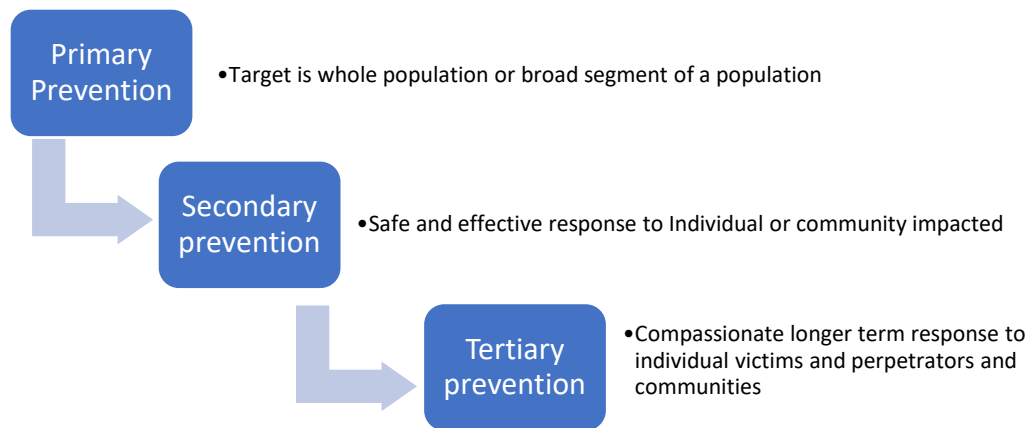 Primary
Prevention
•Target is whole population or broad segment of a population
Secondary
prevention
•Safe and effective response to Individual or community impacted
Tertiary
prevention
•Compassionate longer term response to
individual victims and perpetrators and
communities